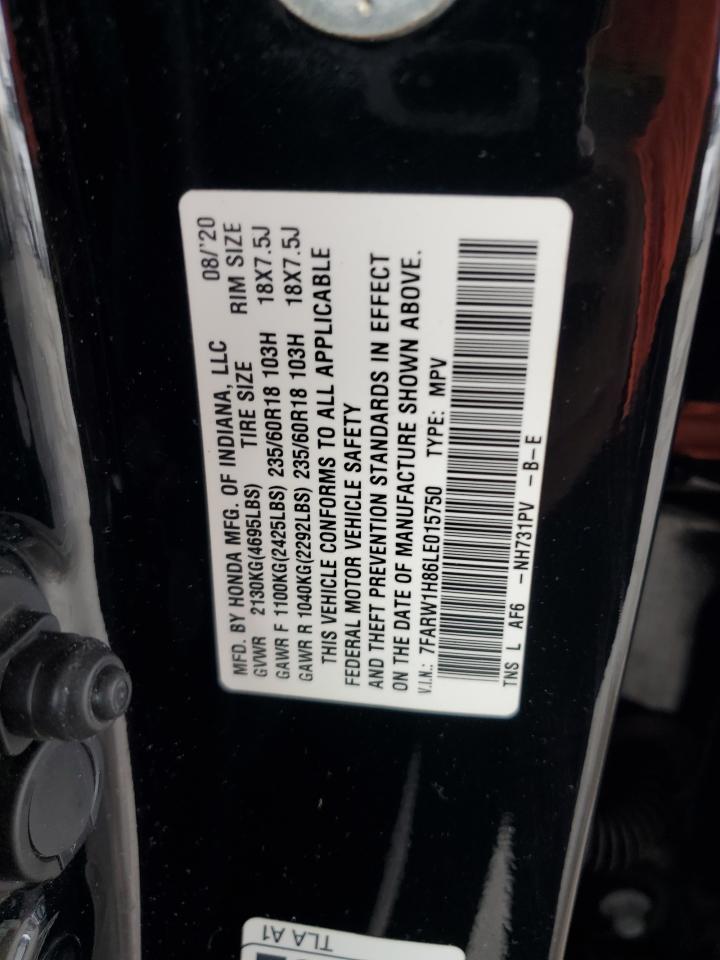 MFD. BY HONDA MFG. OF INDIANA, LLC 08/'20
GVWR 2130KG(4695LBS) TIRE SIZE RIM SIZE
GAWR F 1100KG(2425LBS) 235/60R18 103H 18X7.5J
GAWR R 1040KG(2292LBS) 235/60R18 103H 18X7.5J
THIS VEHICLE CONFORMS TO ALL APPLICABLE
FEDERAL MOTOR VEHICLE SAFETY
AND THEFT PREVENTION STANDARDS IN EFFECT
ON THE DATE OF MANUFACTURE SHOWN ABOVE.
V.I.N.: 7FARW1H86LE015750 TYPE: MPV
TNS L AF6 -NH731PV -B-E
TLA A1